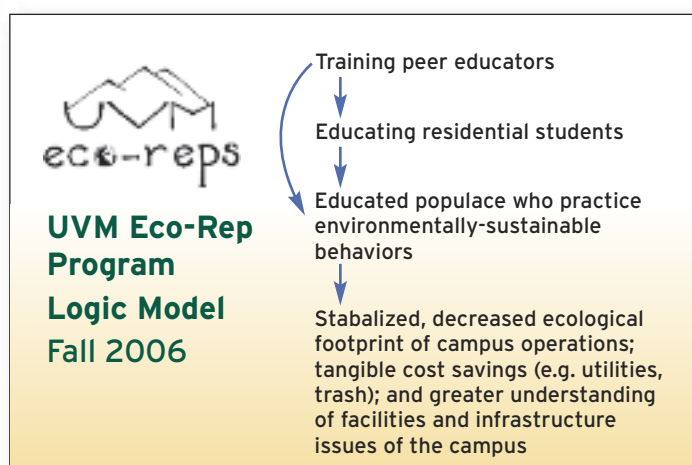 UVM
eco-reps
UVM Eco-Rep
Program
Logic Model
Fall 2006
Training peer educators
Educating residential students
Educated populace who practice
environmentally-sustainable
behaviors
Stabalized, decreased ecological
footprint of campus operations;
tangible cost savings (e.g. utilities,
trash); and greater understanding
of facilities and infrastructure
issues of the campus